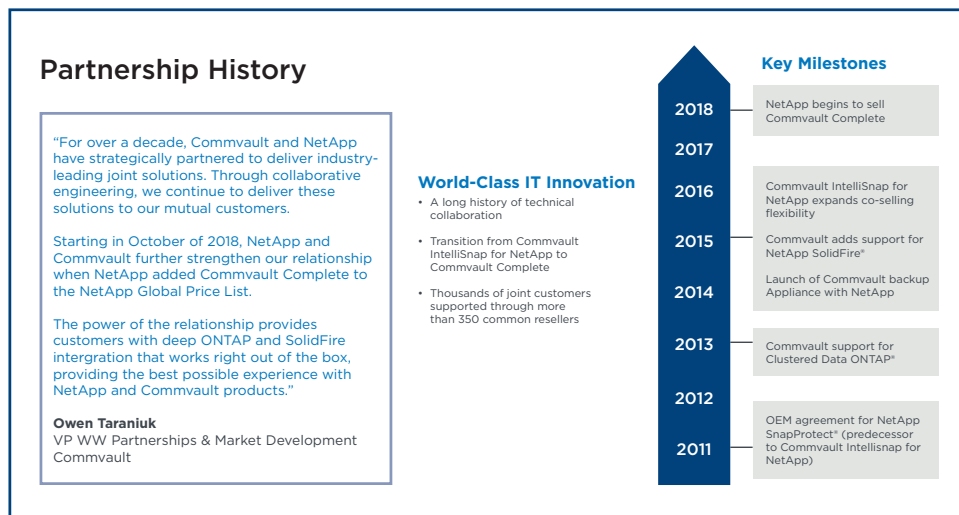 Partnership History
“For over a decade, Commvault and NetApp
have strategically partnered to deliver industry-
leading joint solutions. Through collaborative
engineering, we continue to deliver these
solutions to our mutual customers.
Starting in October of 2018, NetApp and
Commvault further strengthen our relationship
when NetApp added Commvault Complete to
the NetApp Global Price List.
The power of the relationship provides
customers with deep ONTAP and SolidFire
intergration that works right out of the box,
providing the best possible experience with
NetApp and Commvault products.”
Owen Taraniuk
VP WW Partnerships & Market Development
Commvault
World-Class IT Innovation
• A long history of technical
collaboration
• Transition from Commvault
IntelliSnap for NetApp to
Commvault Complete
• Thousands of joint customers
supported through more
than 350 common resellers
Key Milestones
2018
NetApp begins to sell
Commvault Complete
2017
2016
Commvault IntelliSnap for
NetApp expands co-selling
flexibility
2015
Commvault adds support for
NetApp SolidFire®
2014
Launch of Commvault backup
Appliance with NetApp
2013
Commvault support for
Clustered Data ONTAP®
2012
2011
OEM agreement for NetApp
SnapProtect® (predecessor
to Commvault Intellisnap for
NetApp)